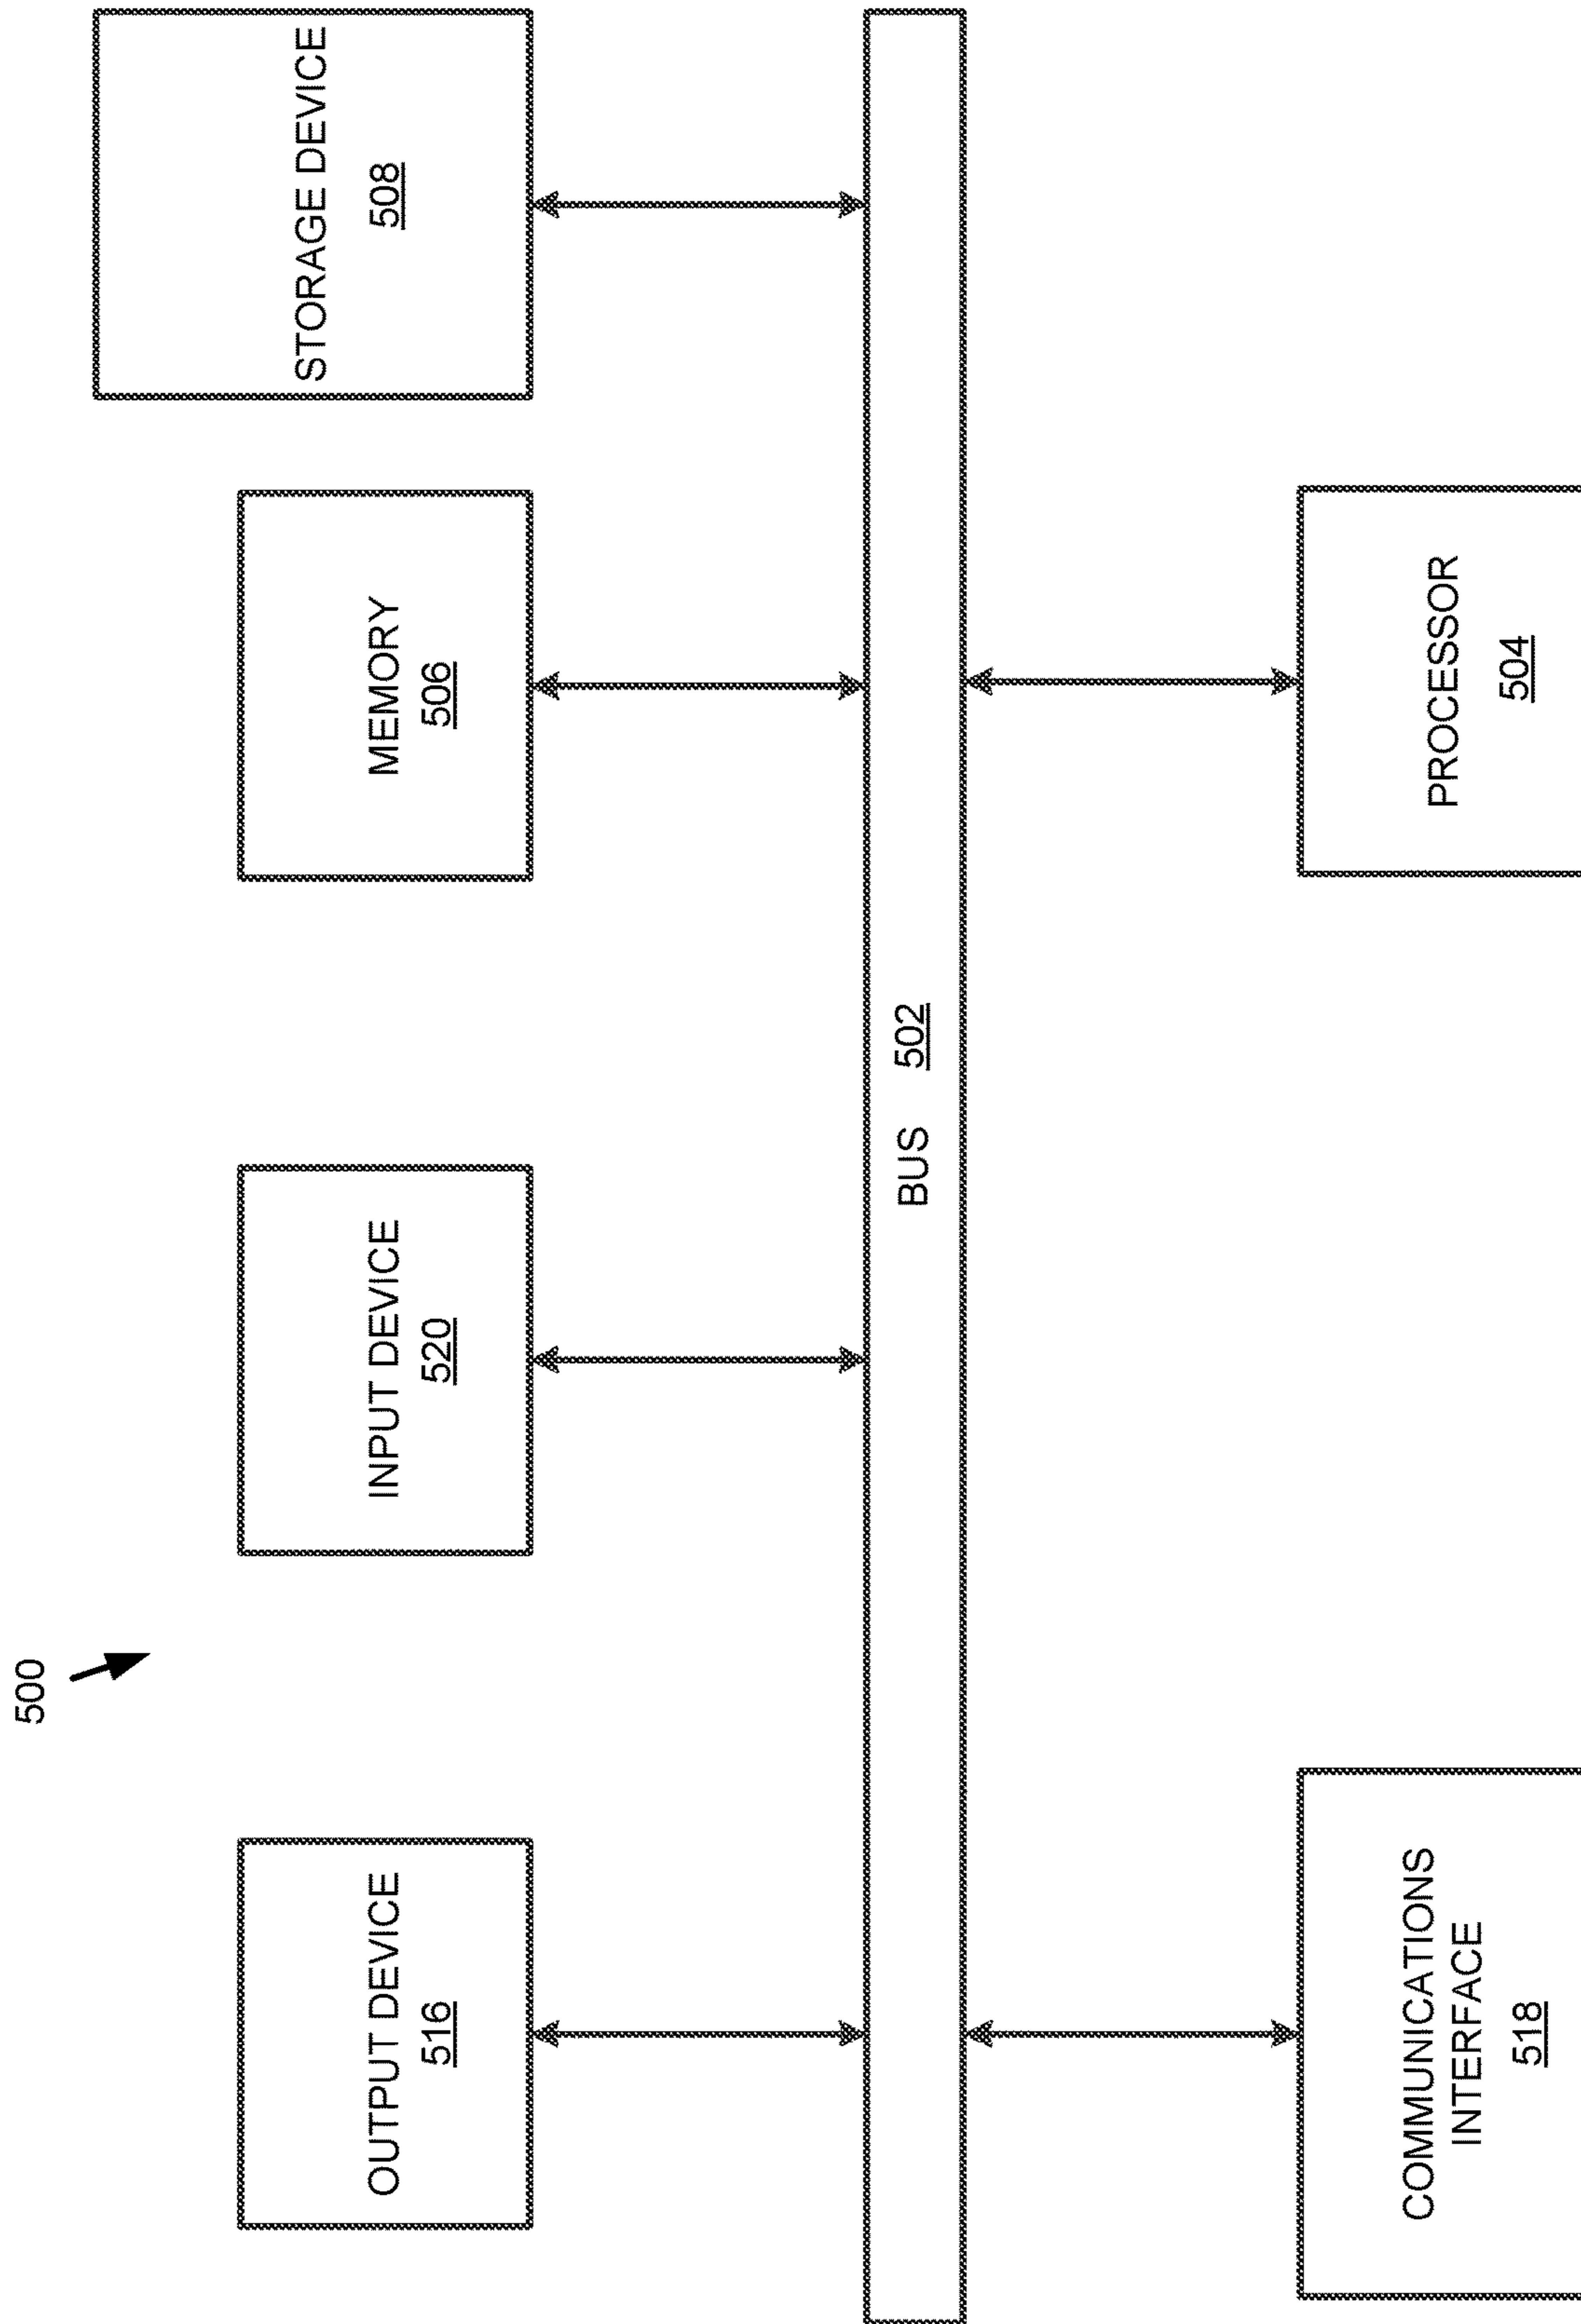 500
OUTPUT DEVICE
516
INPUT DEVICE
520
MEMORY
506
STORAGE DEVICE
508
BUS 502
COMMUNICATIONS
INTERFACE
518
PROCESSOR
504